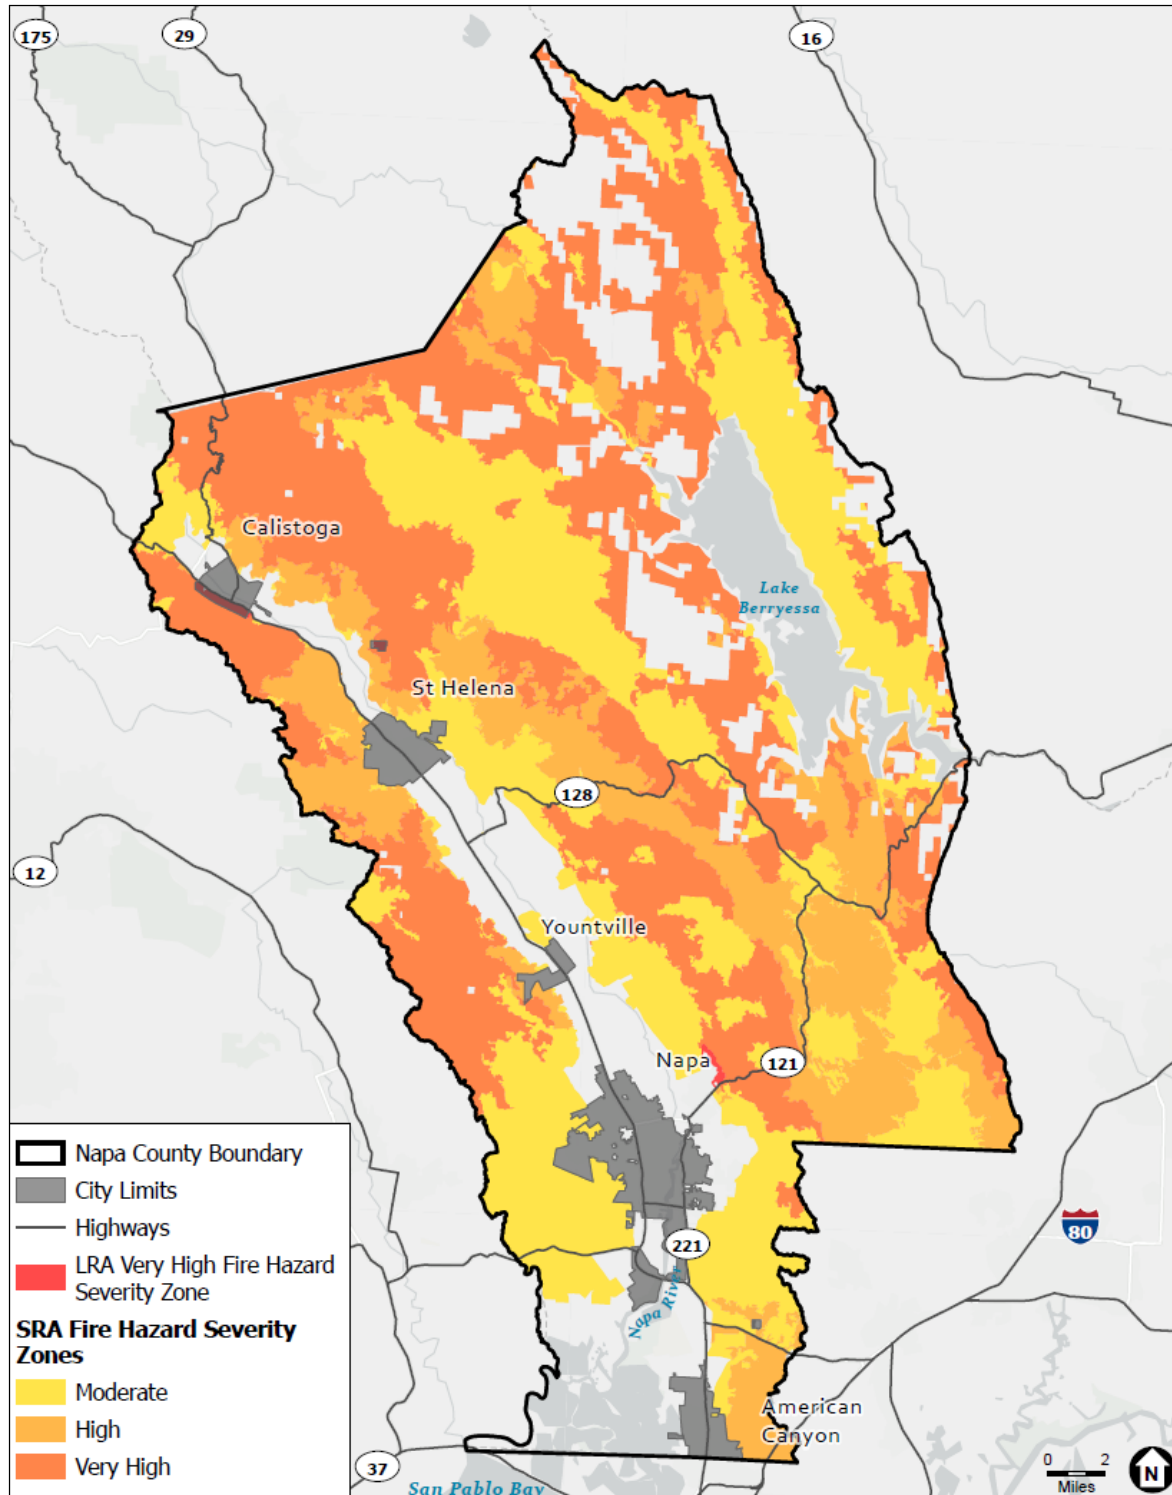 175
29
16
Calistoga
Lake
Berryessa
St Helena
128
12
Yountville
Napa
121
80
221
Napa River
American
Canyon
37
San Pablo Bay
Napa County Boundary
City Limits
Highways
LRA Very High Fire Hazard
Severity Zone
SRA Fire Hazard Severity
Zones
Moderate
High
Very High
0 2
Miles
N